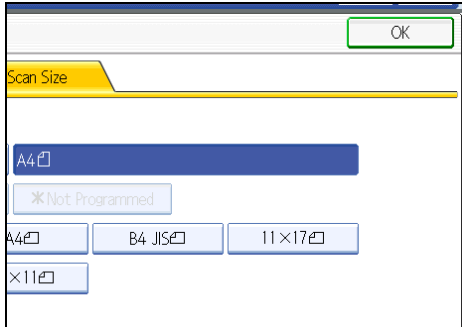 OK
Scan Size
A4
*Not Programmed
A4 B4 JIS 11×17
×11